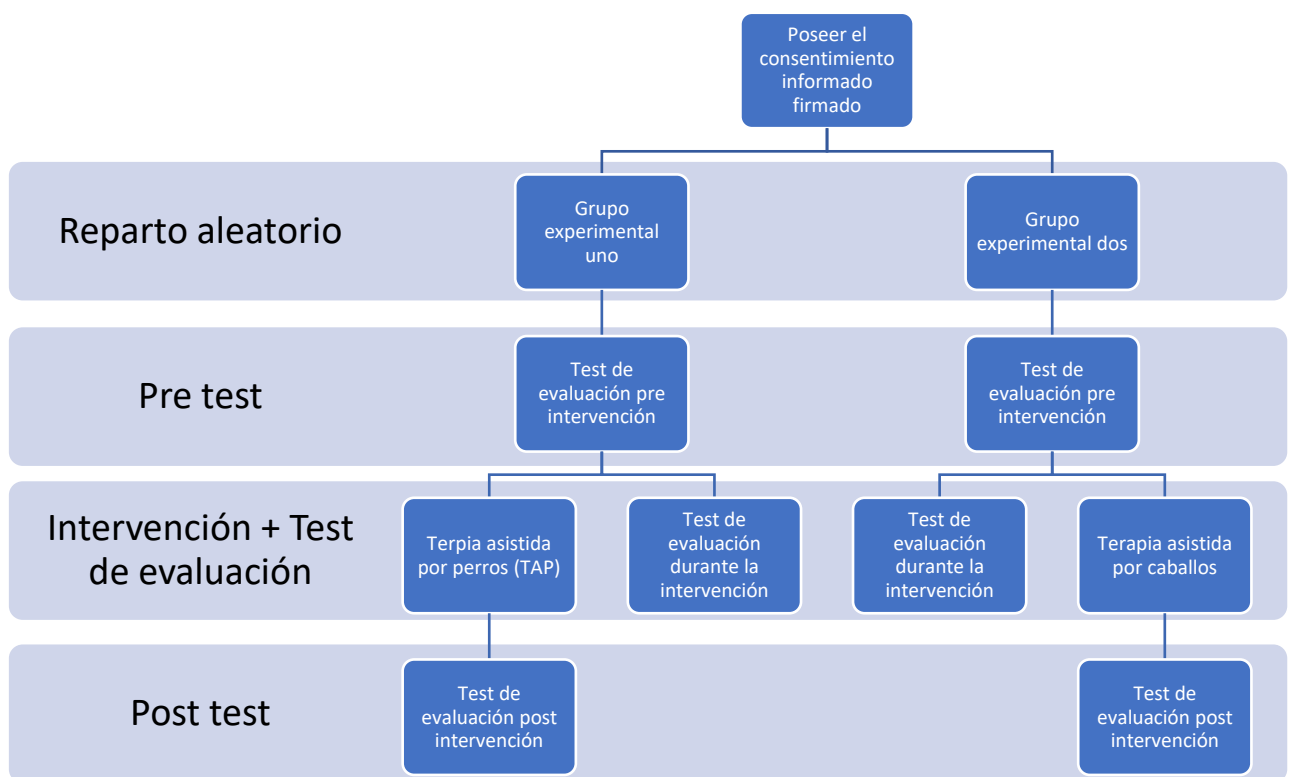 Poseer el
consentimiento
informado
firmado
Reparto aleatorio
Grupo
experimental
uno
Grupo
experimental dos
Pre test
Test de
evaluación pre
intervención
Test de
evaluación pre
intervención
Intervención + Test
de evaluación
Terpia asistida
por perros (TAP)
Test de
evaluación
durante la
intervención
Test de
evaluación
durante la
intervención
Terapia asistida
por caballos
Post test
Test de
evaluación post
intervención
Test de
evaluación post
intervención